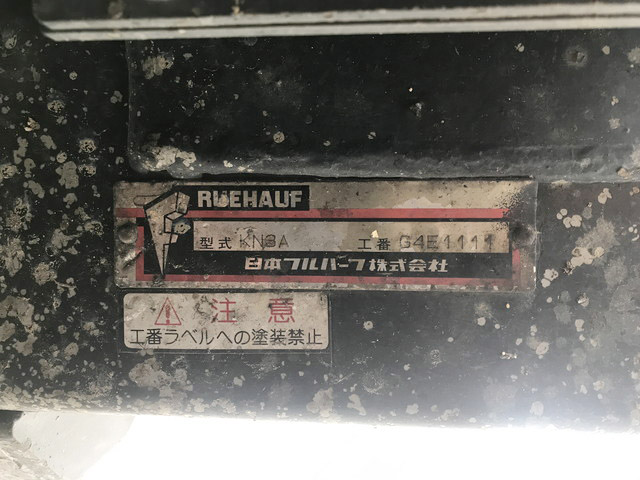 RUEHAUF
型式 KN3A 工番 G4E1111
日本フルハーフ株式会社
⚠ 注意
工番ラベルへの塗装禁止